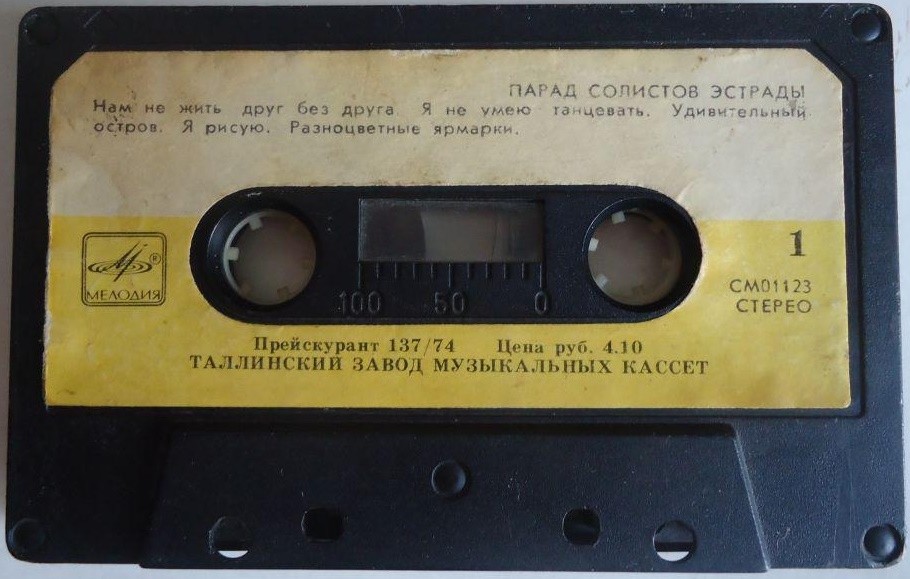 ПАРАД СОЛИСТОВ ЭСТРАДЫ
Нам не жить друг без друга. Я не умею танцевать. Удивительный
остров. Я рисую. Разноцветные ярмарки.
®
МЕЛОДИЯ
1
СМ01123
СТЕРЕО
100 50 0
Прейскурант 137/74 Цена руб. 4.10
ТАЛЛИНСКИЙ ЗАВОД МУЗЫКАЛЬНЫХ КАССЕТ